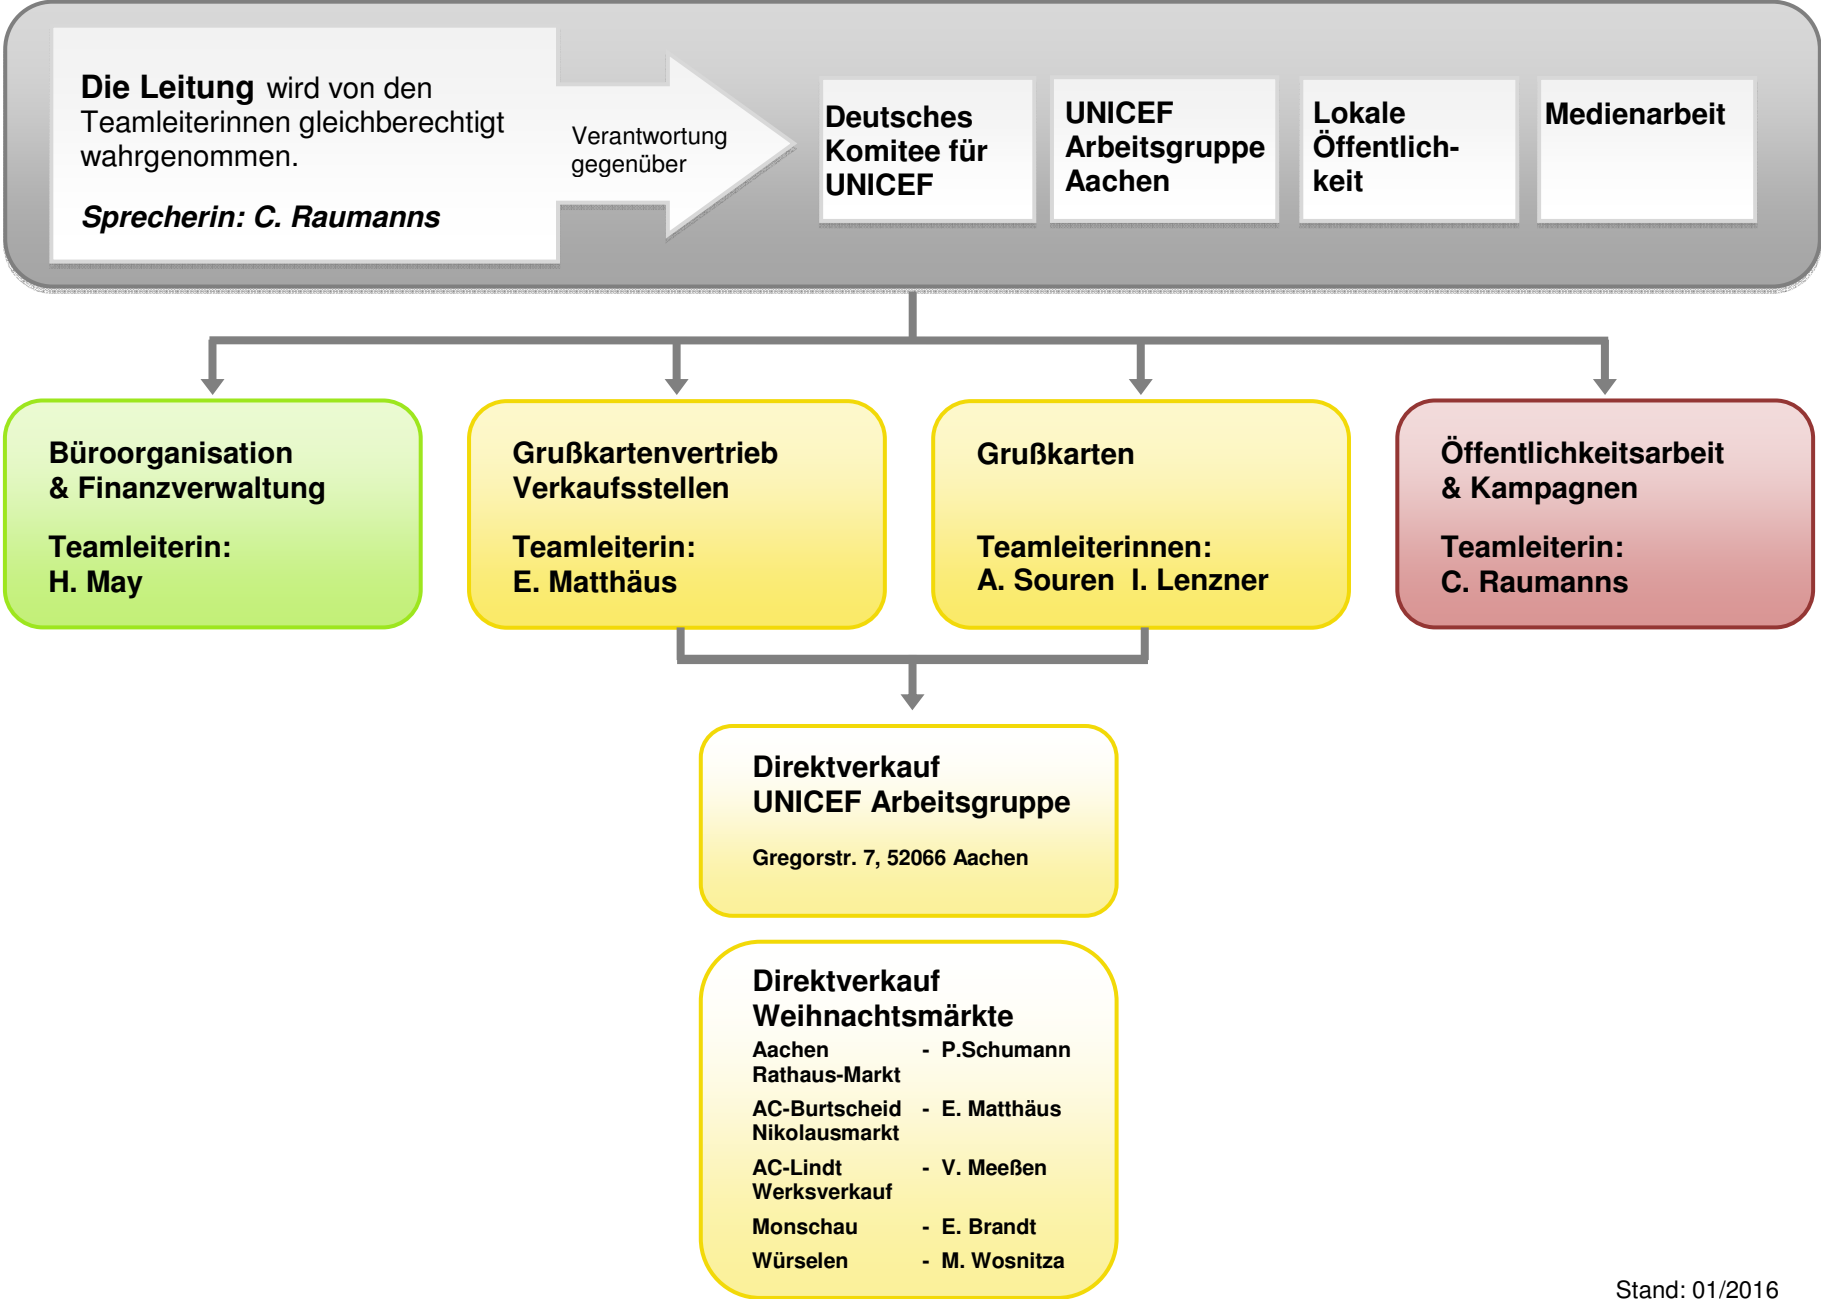 Die Leitung wird von den
Teamleiterinnen gleichberechtigt
wahrgenommen.
Sprecherin: C. Raumanns
Verantwortung
gegenüber
Deutsches
Komitee für
UNICEF
UNICEF
Arbeitsgruppe
Aachen
Lokale
Öffentlich-
keit
Medienarbeit
Büroorganisation
& Finanzverwaltung
Teamleiterin:
H. May
Grußkartenvertrieb
Verkaufsstellen
Teamleiterin:
E. Matthäus
Grußkarten
Teamleiterinnen:
A. Souren I. Lenzner
Öffentlichkeitsarbeit
& Kampagnen
Teamleiterin:
C. Raumanns
Direktverkauf
UNICEF Arbeitsgruppe
Gregorstr. 7, 52066 Aachen
Direktverkauf
Weihnachtsmärkte
Aachen - P.Schumann
Rathaus-Markt
AC-Burtscheid - E. Matthäus
Nikolausmarkt
AC-Lindt - V. Meeßen
Werksverkauf
Monschau - E. Brandt
Würselen - M. Wosnitza
Stand: 01/2016